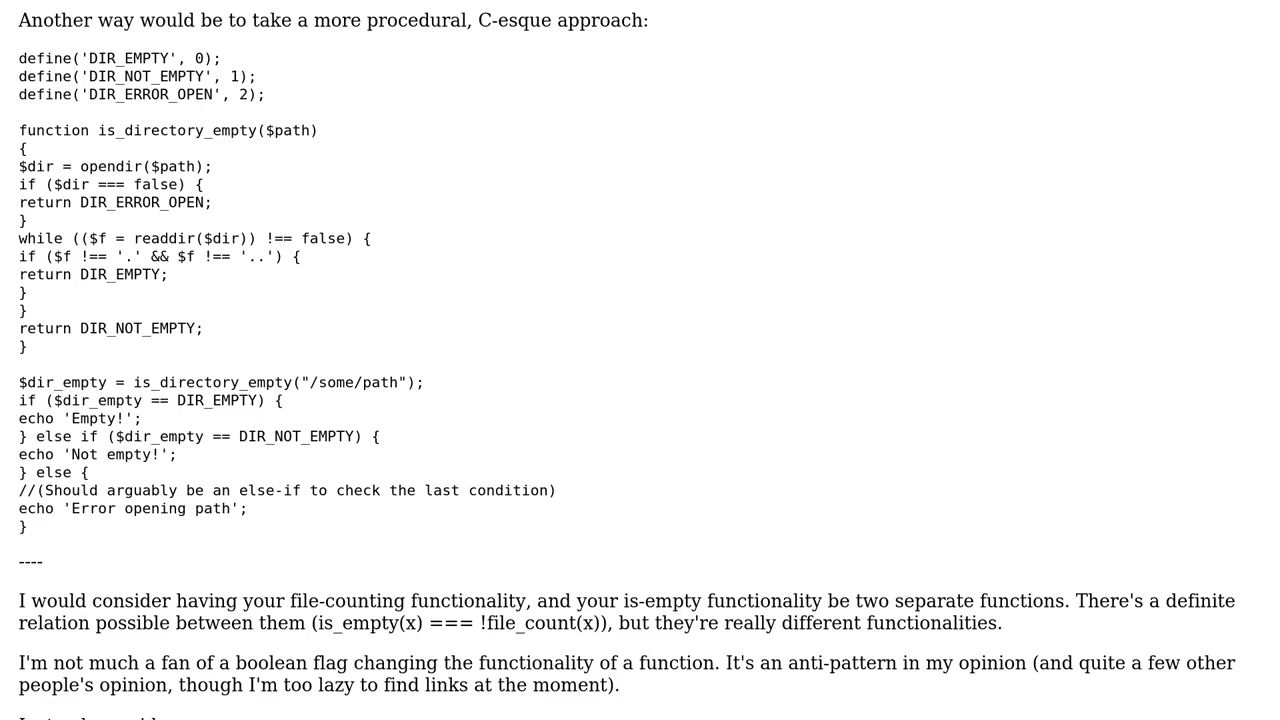 Another way would be to take a more procedural, C-esque approach:
define('DIR_EMPTY', 0);
define('DIR_NOT_EMPTY', 1);
define('DIR_ERROR_OPEN', 2);
function is_directory_empty($path)
{
$dir = opendir($path);
if ($dir === false) {
return DIR_ERROR_OPEN;
}
while (($f = readdir($dir)) !== false) {
if ($f !== '.' && $f !== '..') {
return DIR_EMPTY;
}
}
return DIR_NOT_EMPTY;
}
$dir_empty = is_directory_empty("/some/path");
if ($dir_empty == DIR_EMPTY) {
echo 'Empty!';
} else if ($dir_empty == DIR_NOT_EMPTY) {
echo 'Not empty!';
} else {
//(Should arguably be an else-if to check the last condition)
echo 'Error opening path';
}
----
I would consider having your file-counting functionality, and your is-empty functionality be two separate functions. There's a definite
relation possible between them (is_empty(x) === !file_count(x)), but they're really different functionalities.
I'm not much a fan of a boolean flag changing the functionality of a function. It's an anti-pattern in my opinion (and quite a few other
people's opinion, though I'm too lazy to find links at the moment).